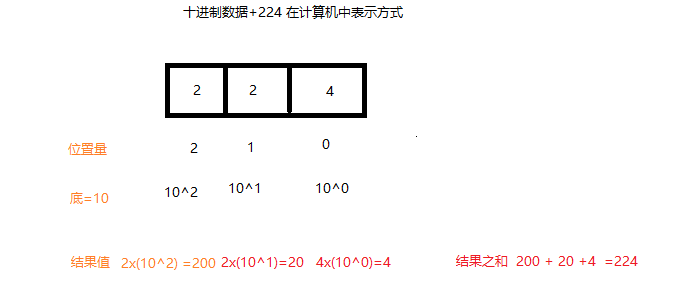 十进制数据+224 在计算机中表示方式
2 2 4
位置量 2 1 0
底=10 10^2 10^1 10^0
结果值 2x(10^2) =200 2x(10^1)=20 4x(10^0)=4 结果之和 200 + 20 +4 =224